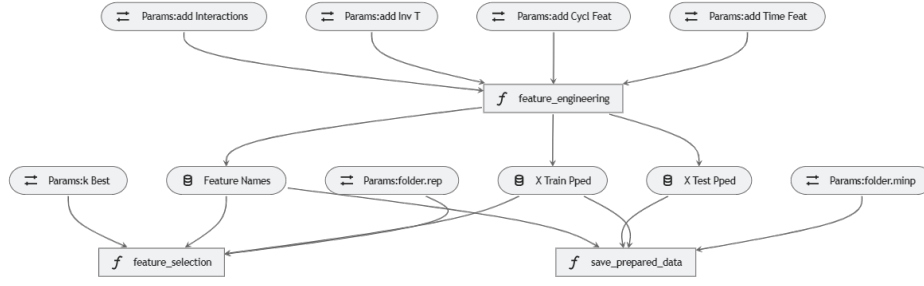 Params:add Interactions
Params:add Inv T
Params:add Cycl Feat
Params:add Time Feat
feature_engineering
Params:k Best
Feature Names
Params:folder.rep
X Train Pped
X Test Pped
Params:folder.minp
feature_selection
save_prepared_data